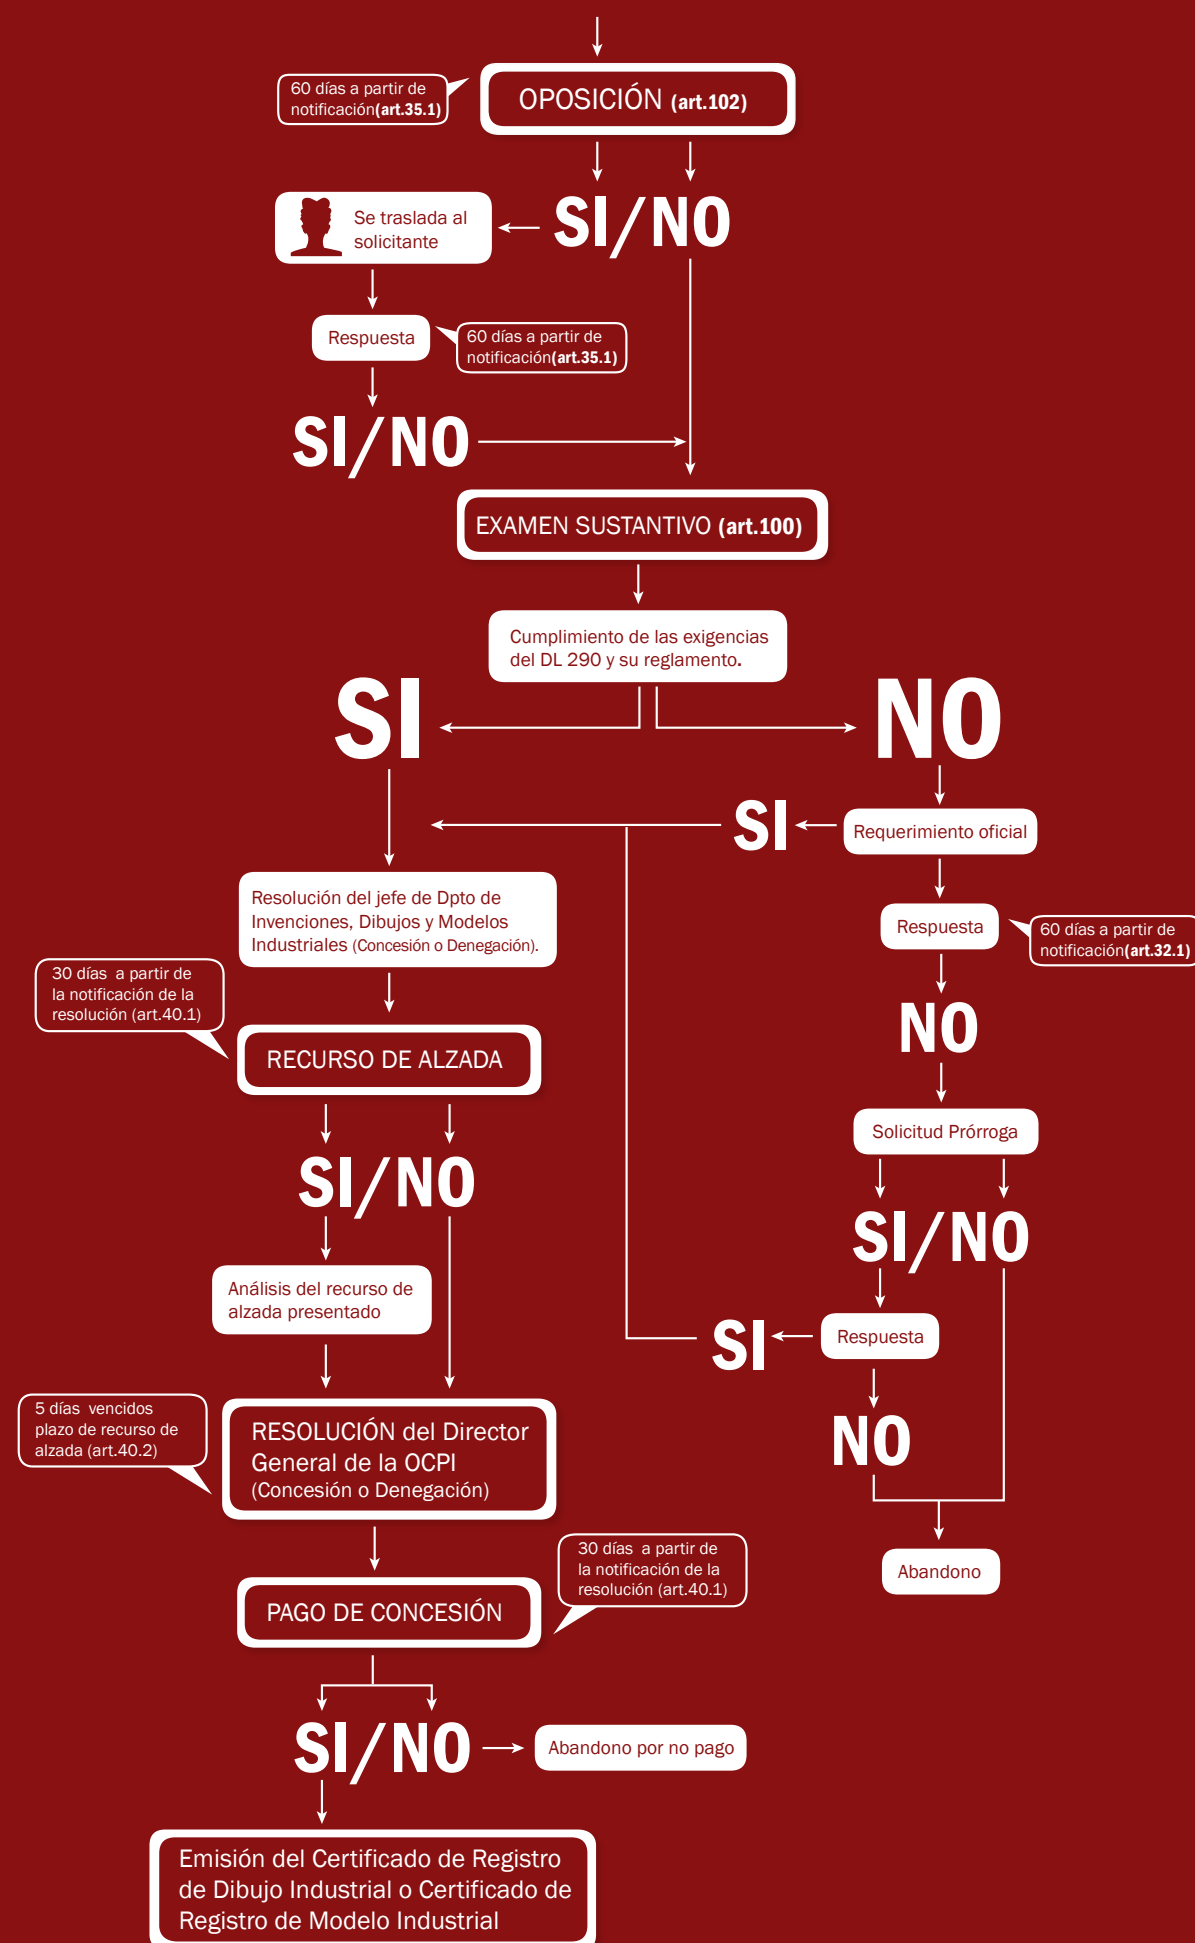 60 días a partir de
notificación(art.35.1)
OPOSICIÓN (art.102)
SI/NO
Se traslada al
solicitante
Respuesta
60 días a partir de
notificación(art.35.1)
SI/NO
EXAMEN SUSTANTIVO (art.100)
Cumplimiento de las exigencias
del DL 290 y su reglamento.
SI
NO
SI
Requerimiento oficial
Resolución del jefe de Dpto de
Invenciones, Dibujos y Modelos
Industriales (Concesión o Denegación).
Respuesta
60 días a partir de
notificación(art.32.1)
30 días a partir de
la notificación de la
resolución (art.40.1)
NO
RECURSO DE ALZADA
Solicitud Prórroga
SI/NO
SI/NO
Análisis del recurso de
alzada presentado
SI
Respuesta
5 días vencidos
plazo de recurso de
alzada (art.40.2)
RESOLUCIÓN del Director
General de la OCPI
(Concesión o Denegación)
NO
30 días a partir de
la notificación de la
resolución (art.40.1)
Abandono
PAGO DE CONCESIÓN
SI/NO
Abandono por no pago
Emisión del Certificado de Registro
de Dibujo Industrial o Certificado de
Registro de Modelo Industrial